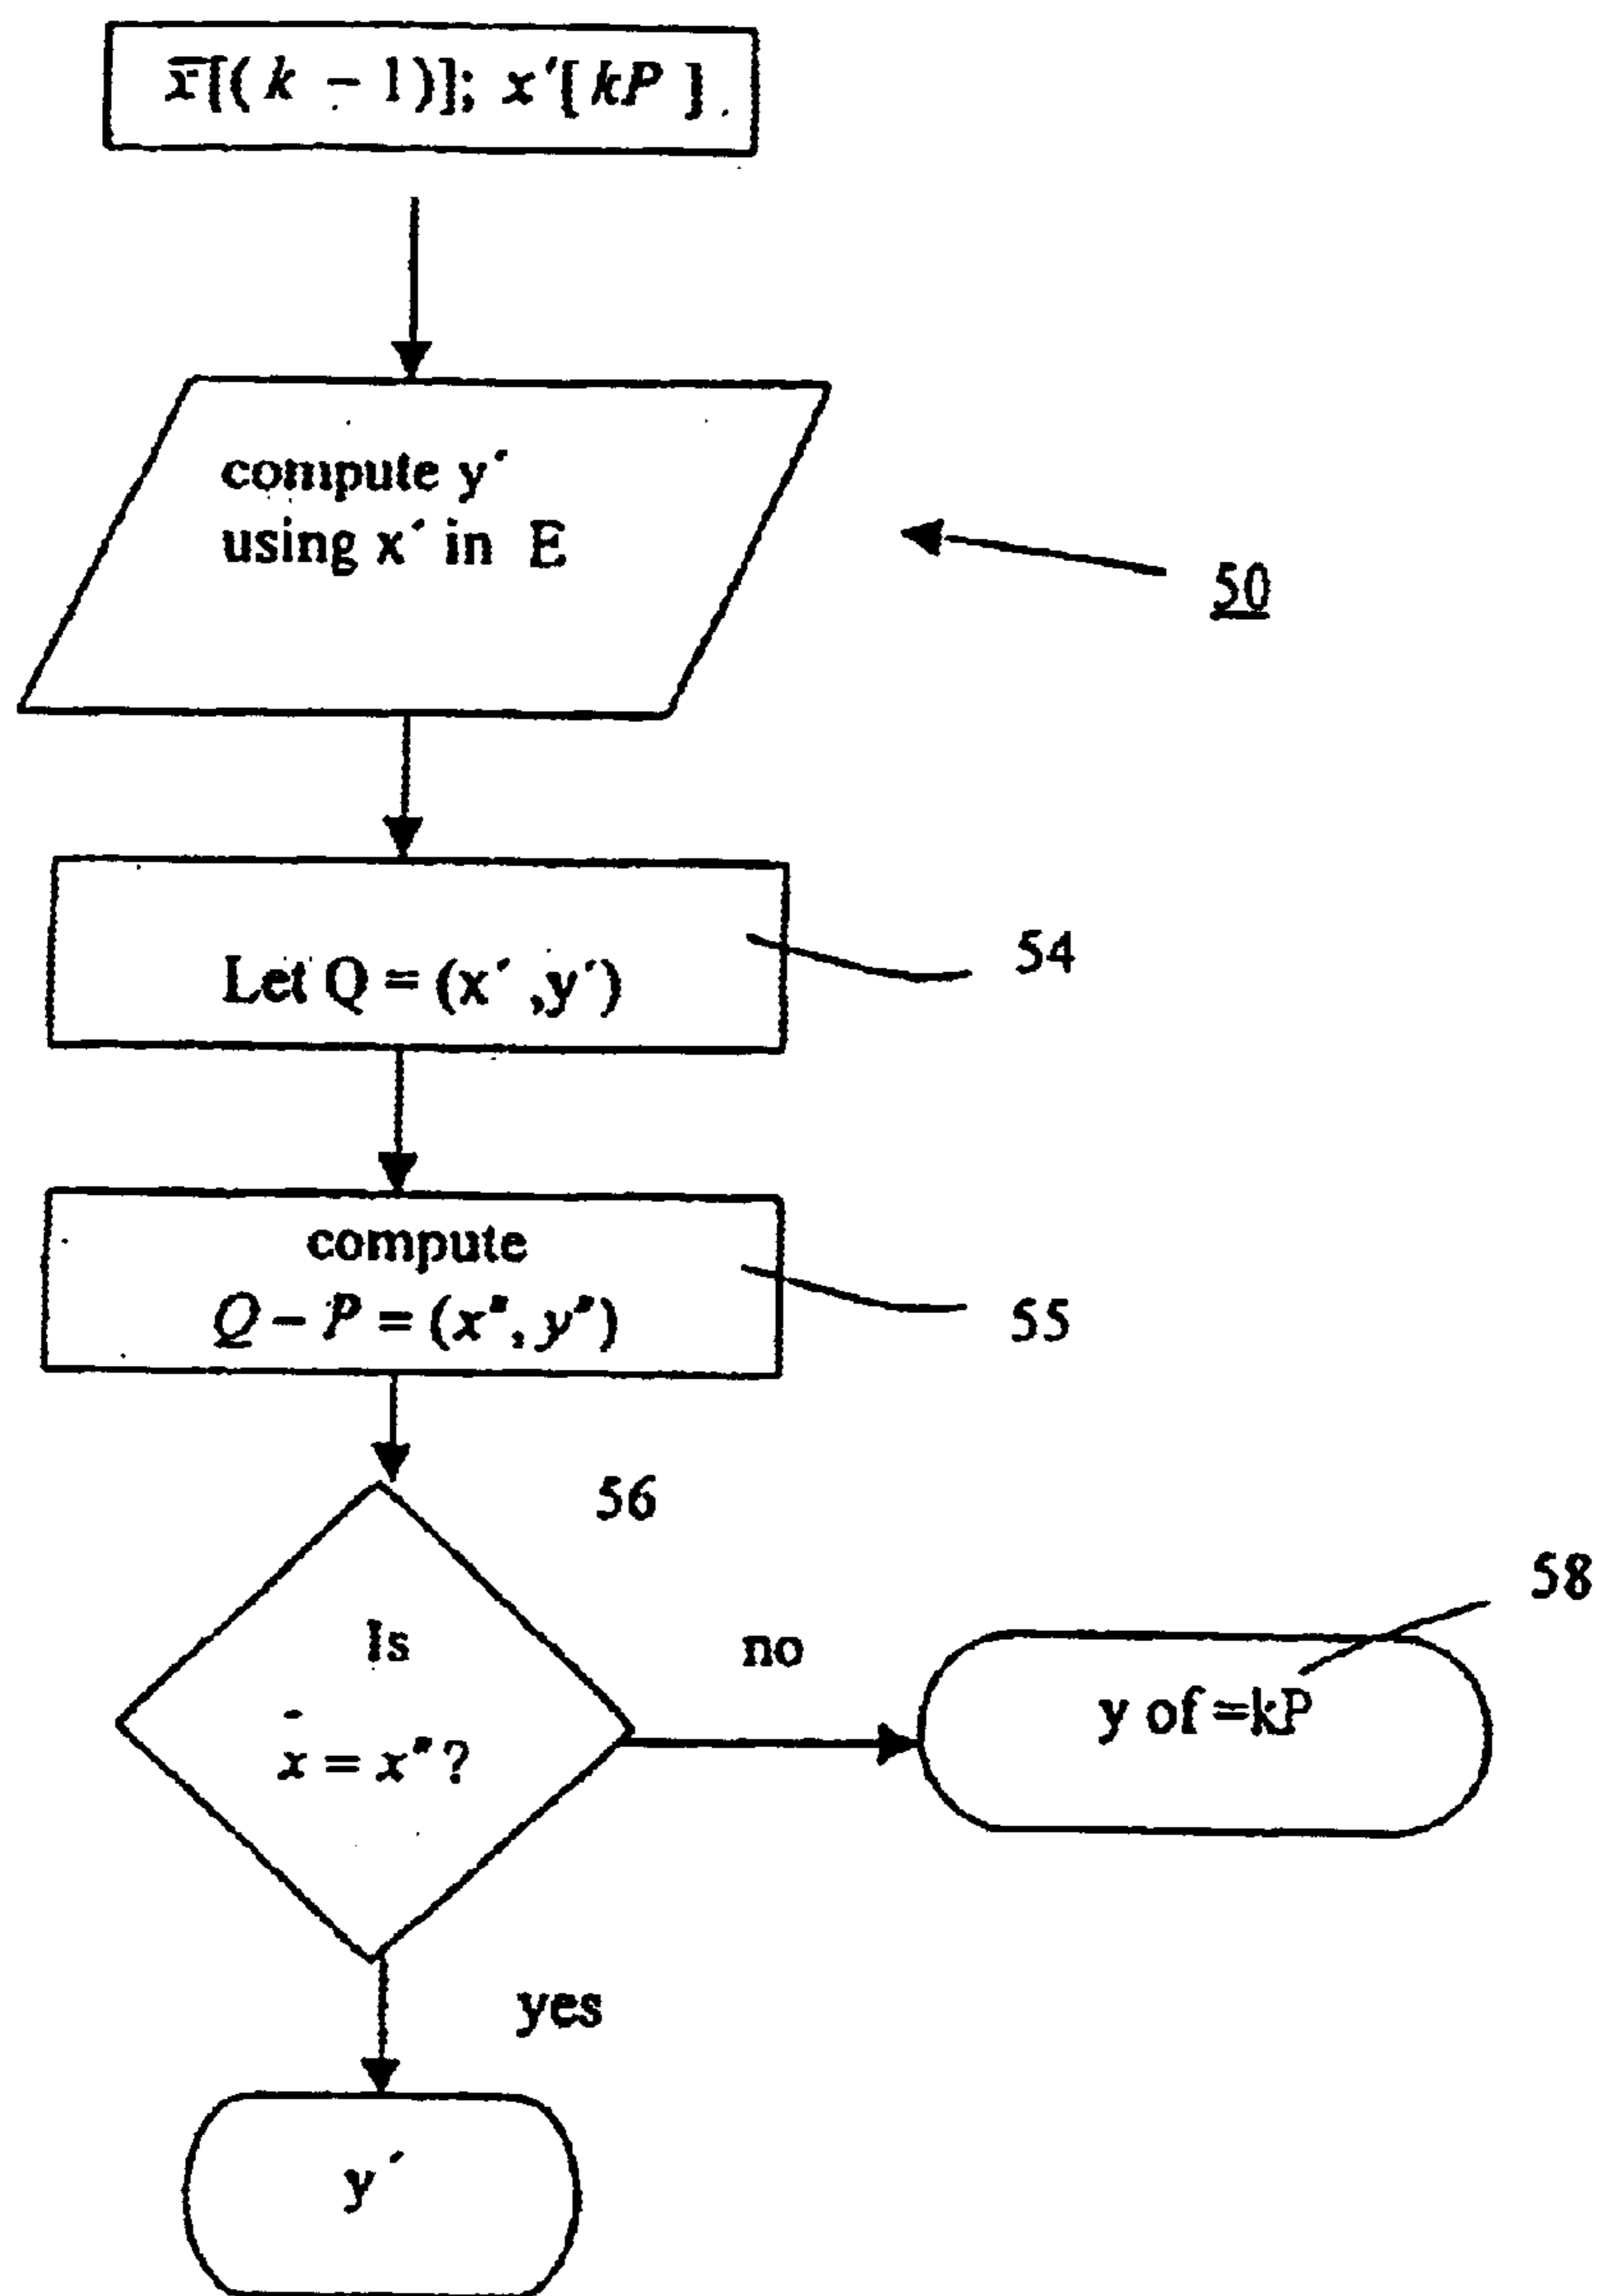 x̄[(k − 1)]; x′[kP].
compute y′
using x′ in E
50
Let Q = (x′,y′)
54
compute
Q − P = (x″, y″)
55
56
Is
x̄ = x″?
no
58
y of =kP
yes
y′